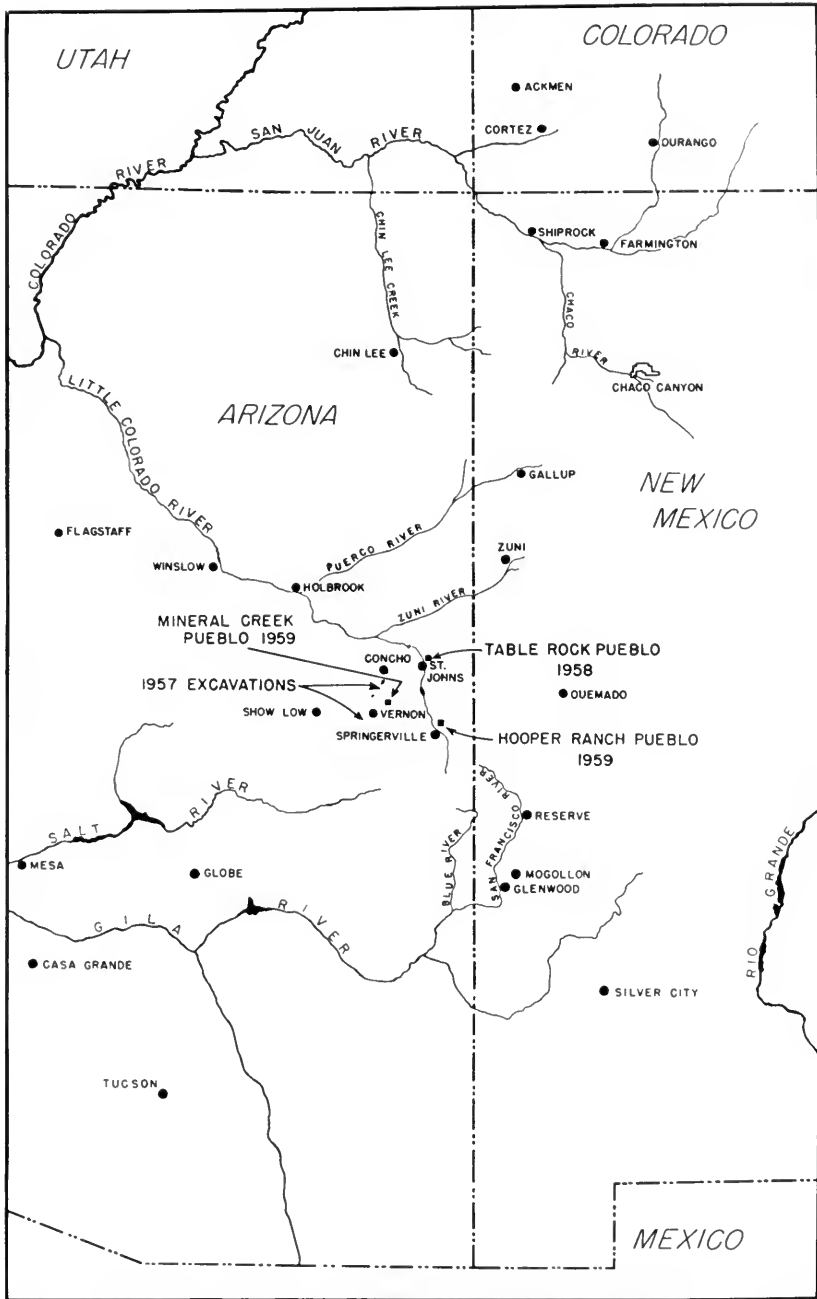 UTAH
COLORADO
ACKMEN
CORTEZ
DURANGO
SAN JUAN RIVER
COLORADO RIVER
SHIPROCK
FARMINGTON
CHIN LEE CREEK
CHACO RIVER
CHIN LEE
CHACO CANYON
ARIZONA
LITTLE COLORADO RIVER
GALLUP
NEW
MEXICO
FLAGSTAFF
PUERCO RIVER
ZUNI
WINSLOW
HOLBROOK
ZUNI RIVER
MINERAL CREEK
PUEBLO 1959
CONCHO
ST.
JOHNS
TABLE ROCK PUEBLO
1958
1957 EXCAVATIONS
QUEMADO
SHOW LOW
VERNON
SPRINGERVILLE
HOOPER RANCH PUEBLO
1959
SALT RIVER
BLUE RIVER
SAN FRANCISCO RIVER
RESERVE
MESA
GLOBE
MOGOLLON
GLENWOOD
RIO GRANDE
GILA RIVER
CASA GRANDE
SILVER CITY
TUCSON
MEXICO